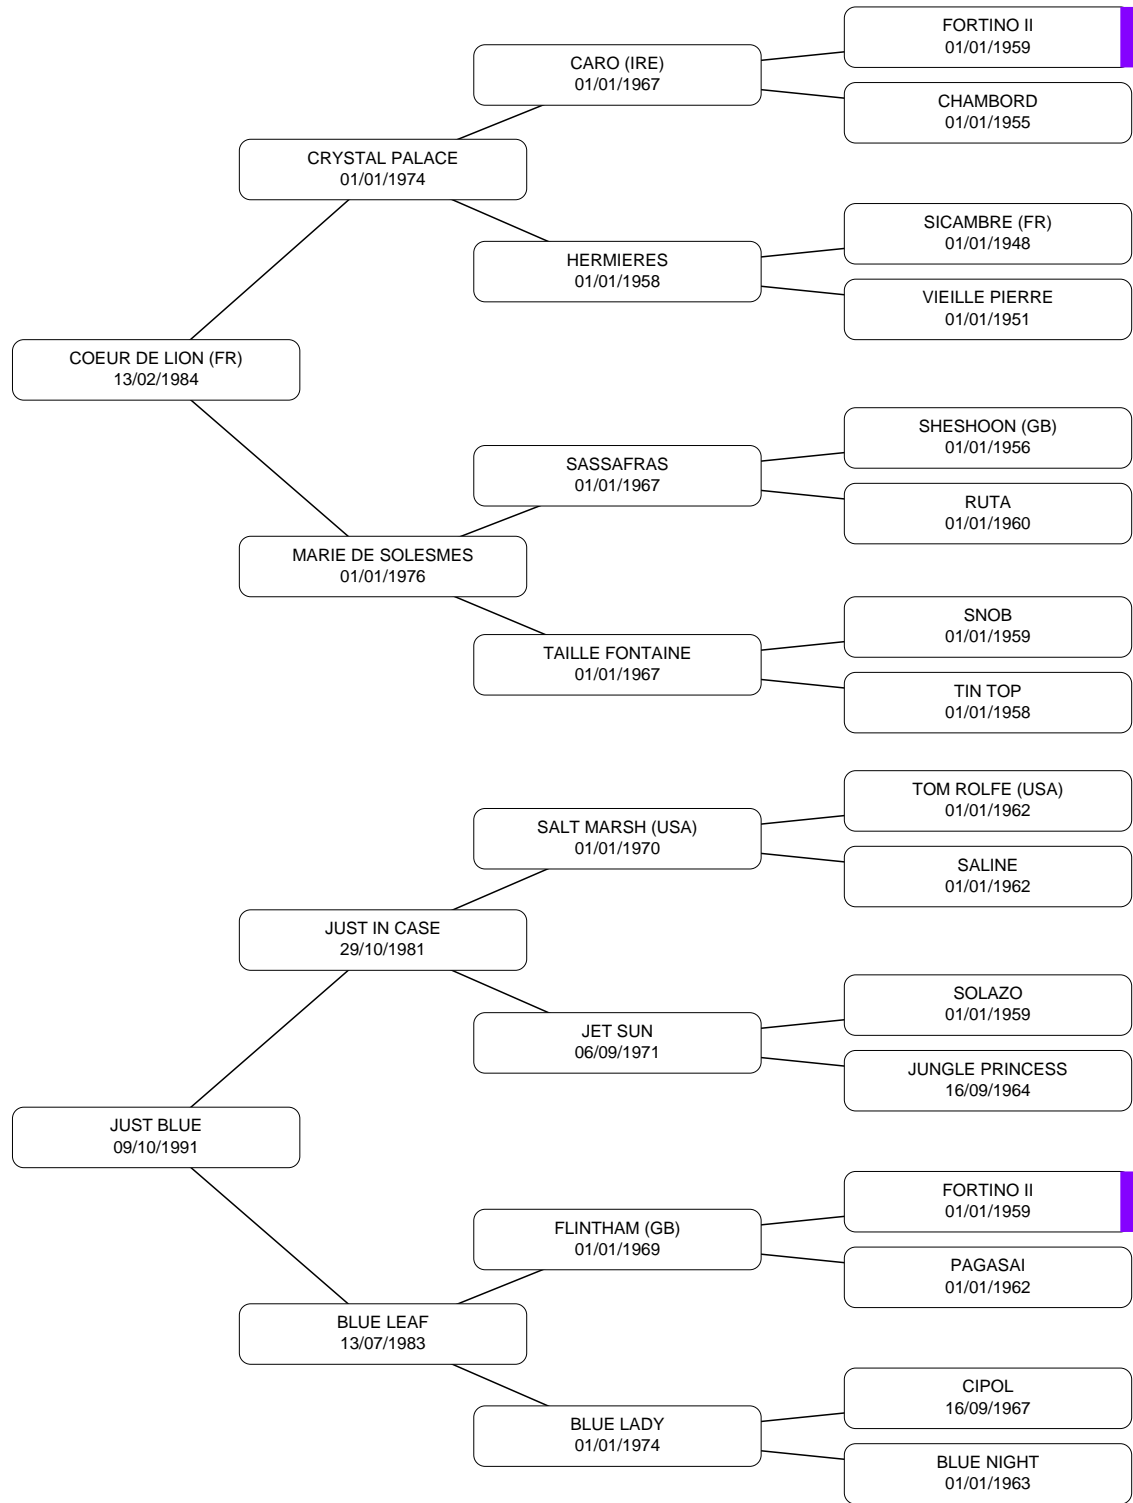 FORTINO II
01/01/1959
CARO (IRE)
01/01/1967
CHAMBORD
01/01/1955
CRYSTAL PALACE
01/01/1974
SICAMBRE (FR)
01/01/1948
HERMIERES
01/01/1958
VIEILLE PIERRE
01/01/1951
COEUR DE LION (FR)
13/02/1984
SHESHOON (GB)
01/01/1956
SASSAFRAS
01/01/1967
RUTA
01/01/1960
MARIE DE SOLESMES
01/01/1976
SNOB
01/01/1959
TAILLE FONTAINE
01/01/1967
TIN TOP
01/01/1958
TOM ROLFE (USA)
01/01/1962
SALT MARSH (USA)
01/01/1970
SALINE
01/01/1962
JUST IN CASE
29/10/1981
SOLAZO
01/01/1959
JET SUN
06/09/1971
JUNGLE PRINCESS
16/09/1964
JUST BLUE
09/10/1991
FORTINO II
01/01/1959
FLINTHAM (GB)
01/01/1969
PAGASAI
01/01/1962
BLUE LEAF
13/07/1983
CIPOL
16/09/1967
BLUE LADY
01/01/1974
BLUE NIGHT
01/01/1963